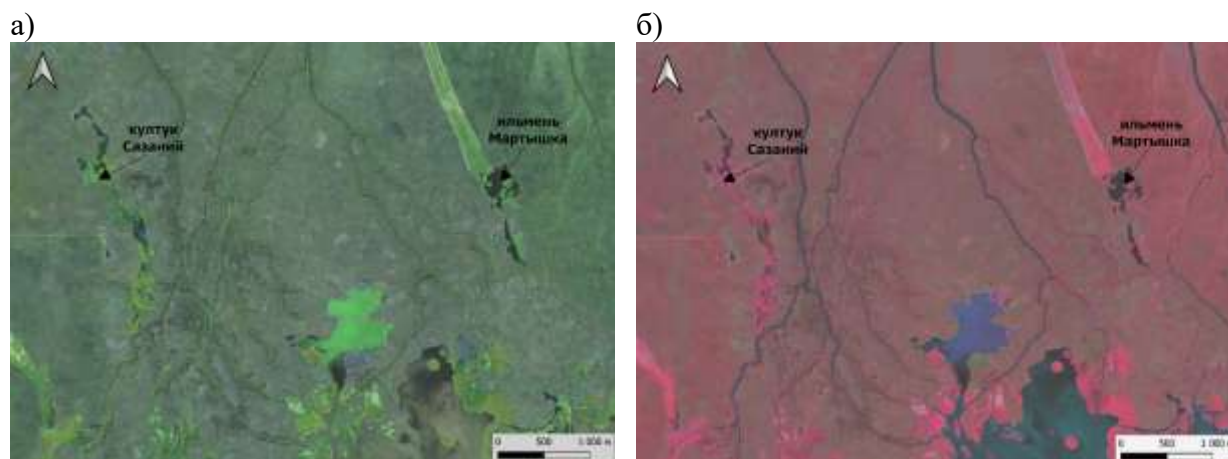 а)
б)
култук
Сазаний
ильмень
Мартышка
култук
Сазаний
ильмень
Мартышка
0 500 1 000 м
0 500 1 000 м